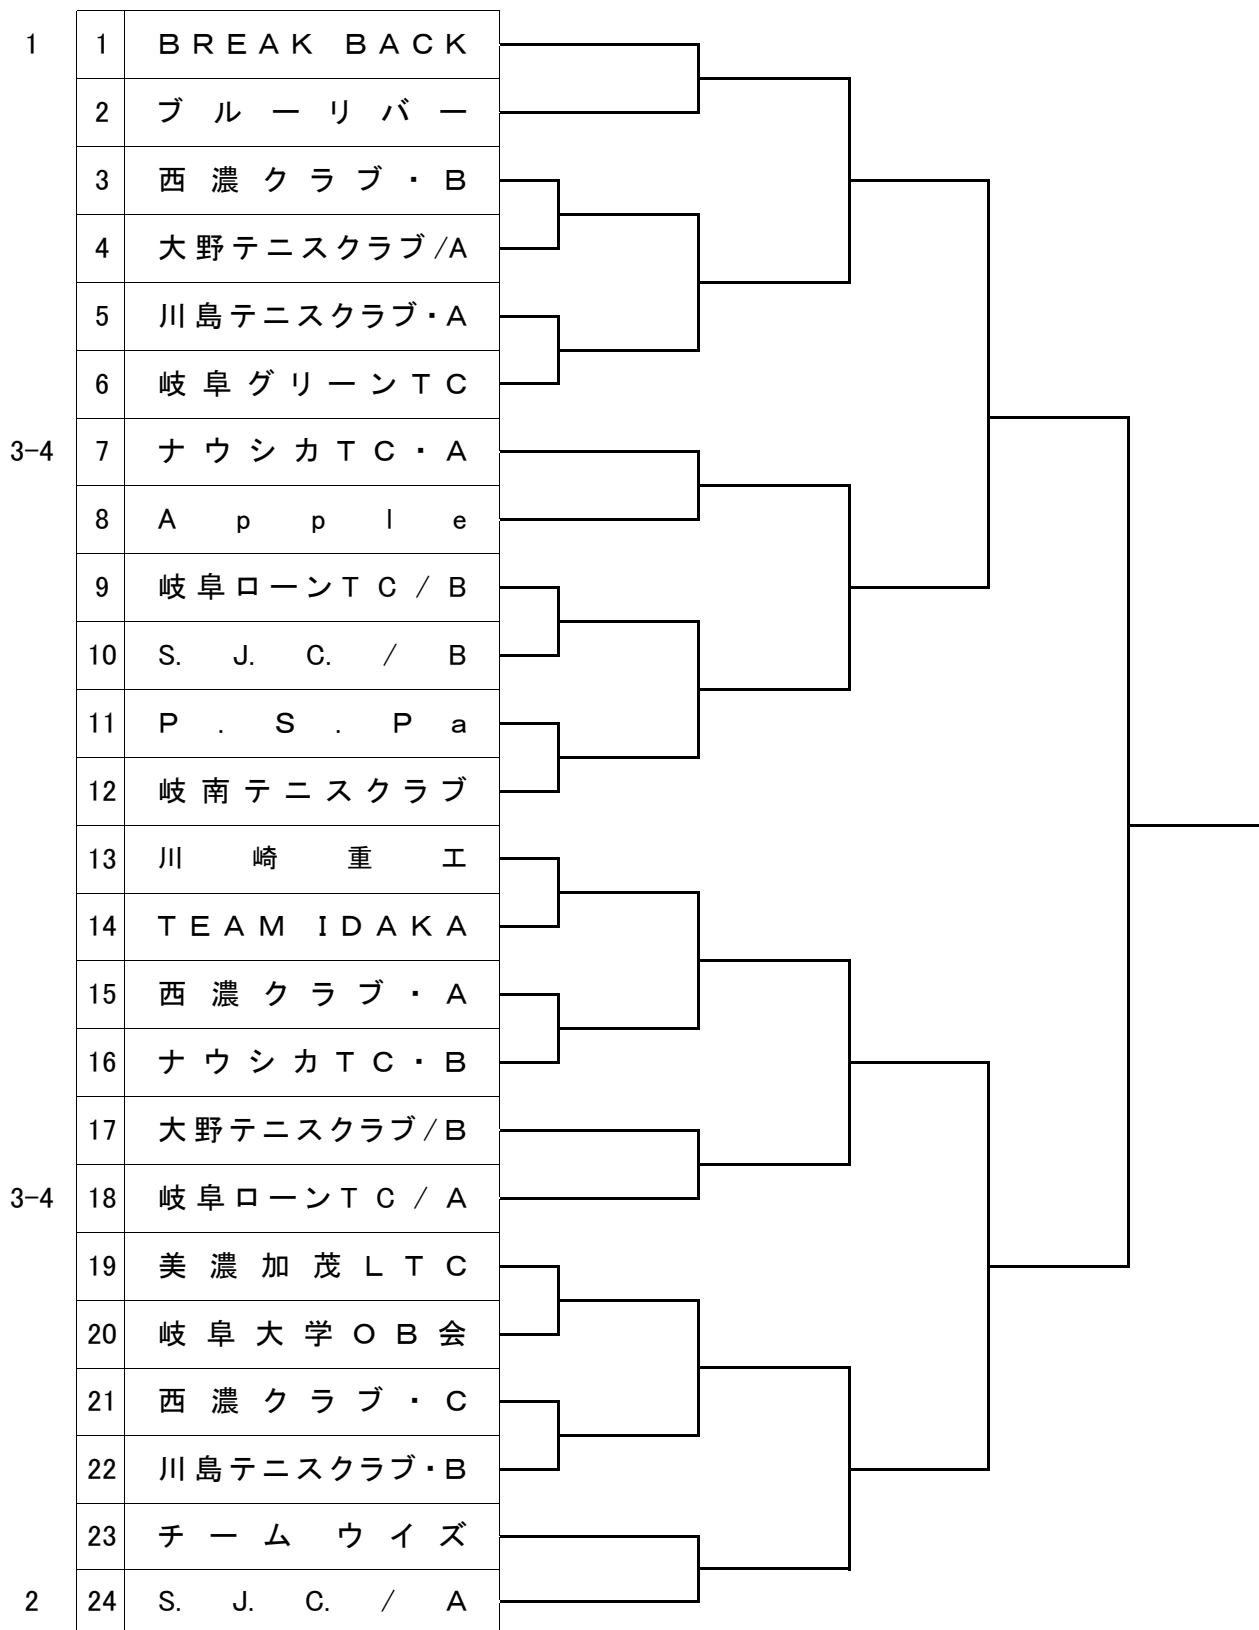 1 1 BREAK BACK
2 ブルーリバー
3 西濃クラブ・B
4 大野テニスクラブ/A
5 川島テニスクラブ・A
6 岐阜グリーンTC
3-4 7 ナウシカTC・A
8 Apple
9 岐阜ローンTC/B
10 S.J.C./B
11 P.S.Pa
12 岐南テニスクラブ
13 川崎重工
14 TEAM IDAKA
15 西濃クラブ・A
16 ナウシカTC・B
17 大野テニスクラブ/B
3-4 18 岐阜ローンTC/A
19 美濃加茂LTC
20 岐阜大学OB会
21 西濃クラブ・C
22 川島テニスクラブ・B
23 チーム ウイズ
2 24 S.J.C./A